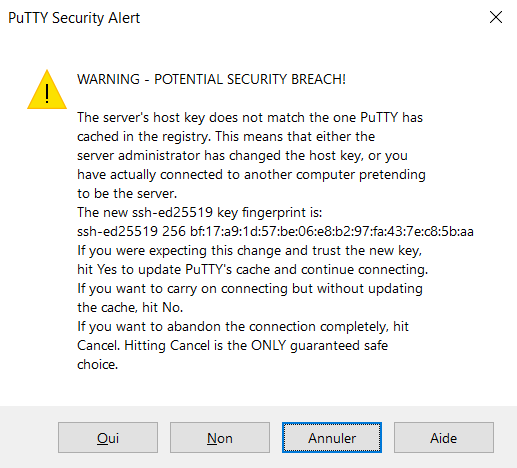 PuTTY Security Alert
WARNING - POTENTIAL SECURITY BREACH!
The server's host key does not match the one PuTTY has
cached in the registry. This means that either the
server administrator has changed the host key, or you
have actually connected to another computer pretending
to be the server.
The new ssh-ed25519 key fingerprint is:
ssh-ed25519 256 bf:17:a9:1d:57:be:06:e8:b2:97:fa:43:7e:c8:5b:aa
If you were expecting this change and trust the new key,
hit Yes to update PuTTY's cache and continue connecting.
If you want to carry on connecting but without updating
the cache, hit No.
If you want to abandon the connection completely, hit
Cancel. Hitting Cancel is the ONLY guaranteed safe
choice.
Oui Non Annuler Aide